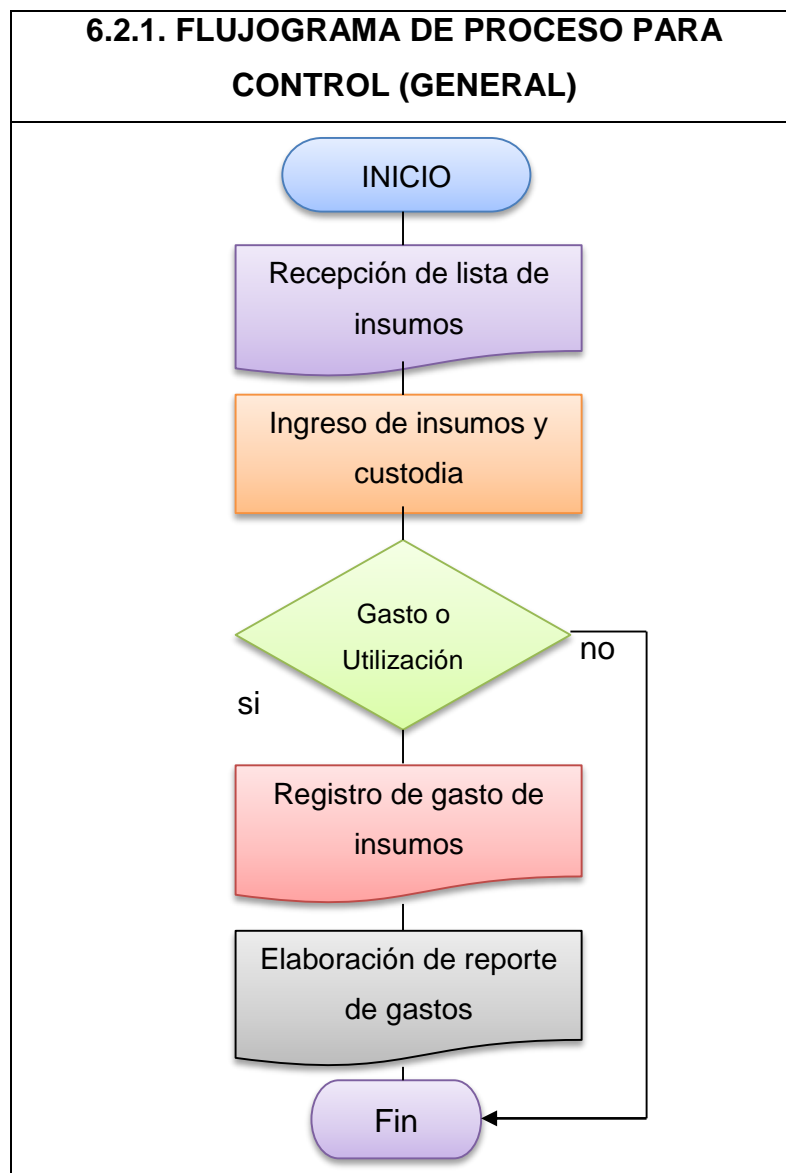 6.2.1. FLUJOGRAMA DE PROCESO PARA
CONTROL (GENERAL)
INICIO
Recepción de lista de
insumos
Ingreso de insumos y
custodia
Gasto o
Utilización
no
si
Registro de gasto de
insumos
Elaboración de reporte
de gastos
Fin